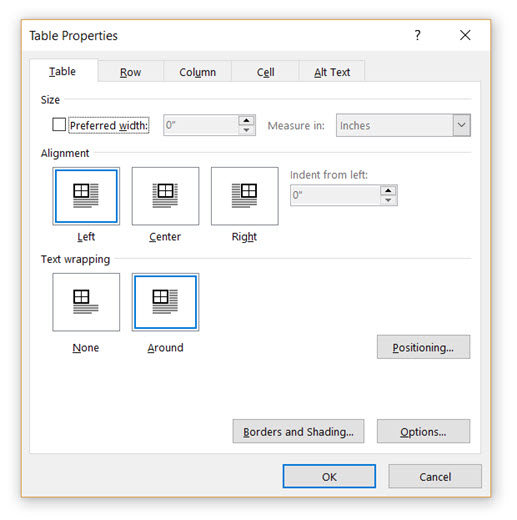 Table Properties ?
Table Row Column Cell Alt Text
Size
Preferred width: 0" Measure in: Inches
Alignment
Indent from left:
0"
Left Center Right
Text wrapping
None Around
Positioning...
Borders and Shading... Options...
OK Cancel